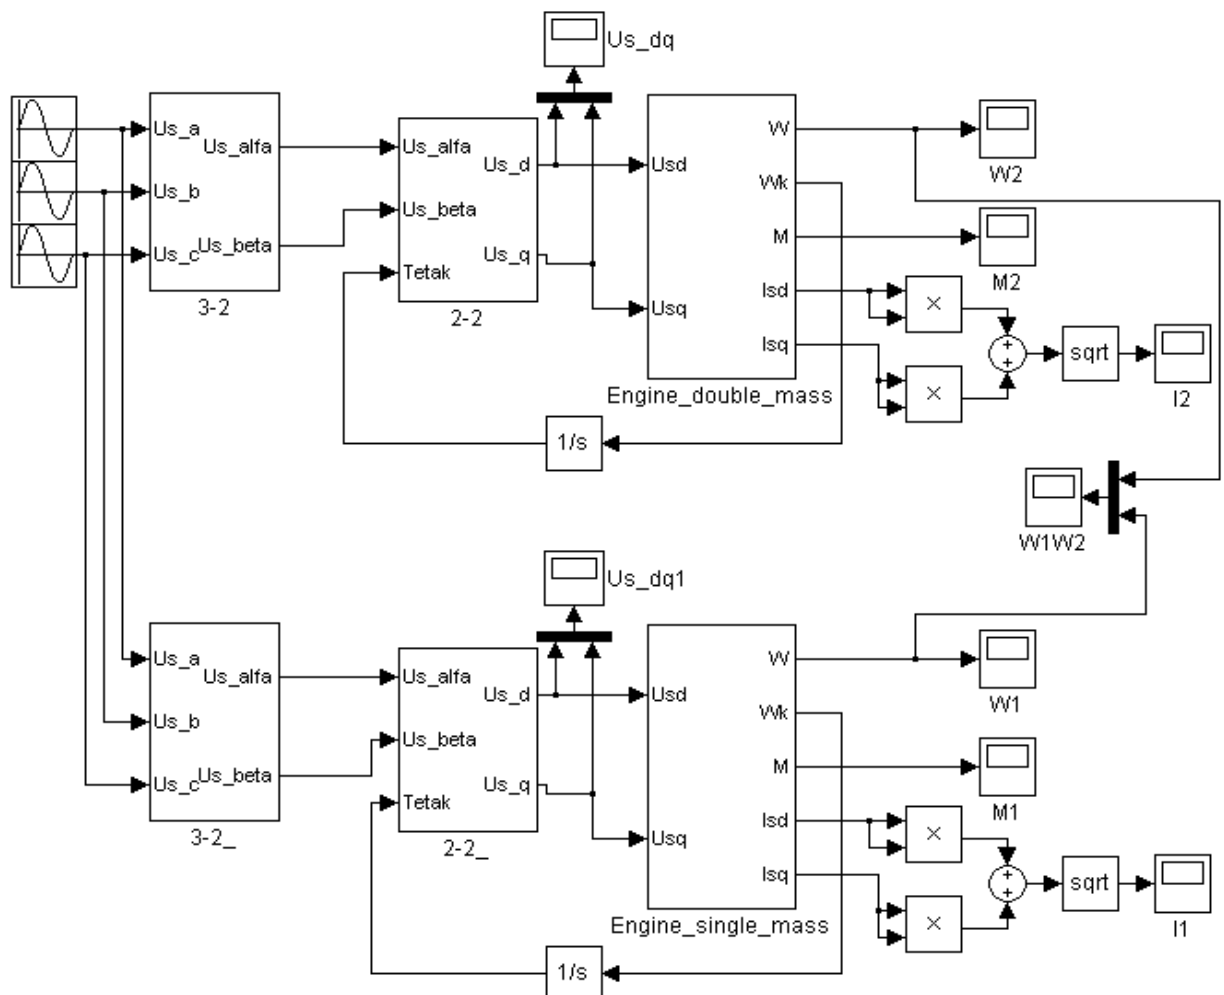 Us_dq
Us_a
Us_b
Us_c
Us_alfa
Us_beta
3-2
Us_alfa
Us_beta
Tetak
Us_d
Us_q
2-2
Usd
Usq
W
Wk
M
Isd
Isq
Engine_double_mass
W2
M2
×
×
+
+
sqrt
I2
1/s
W1W2
Us_dq1
Us_a
Us_b
Us_c
Us_alfa
Us_beta
3-2_
Us_alfa
Us_beta
Tetak
Us_d
Us_q
2-2_
Usd
Usq
W
Wk
M
Isd
Isq
Engine_single_mass
W1
M1
×
×
+
+
sqrt
I1
1/s